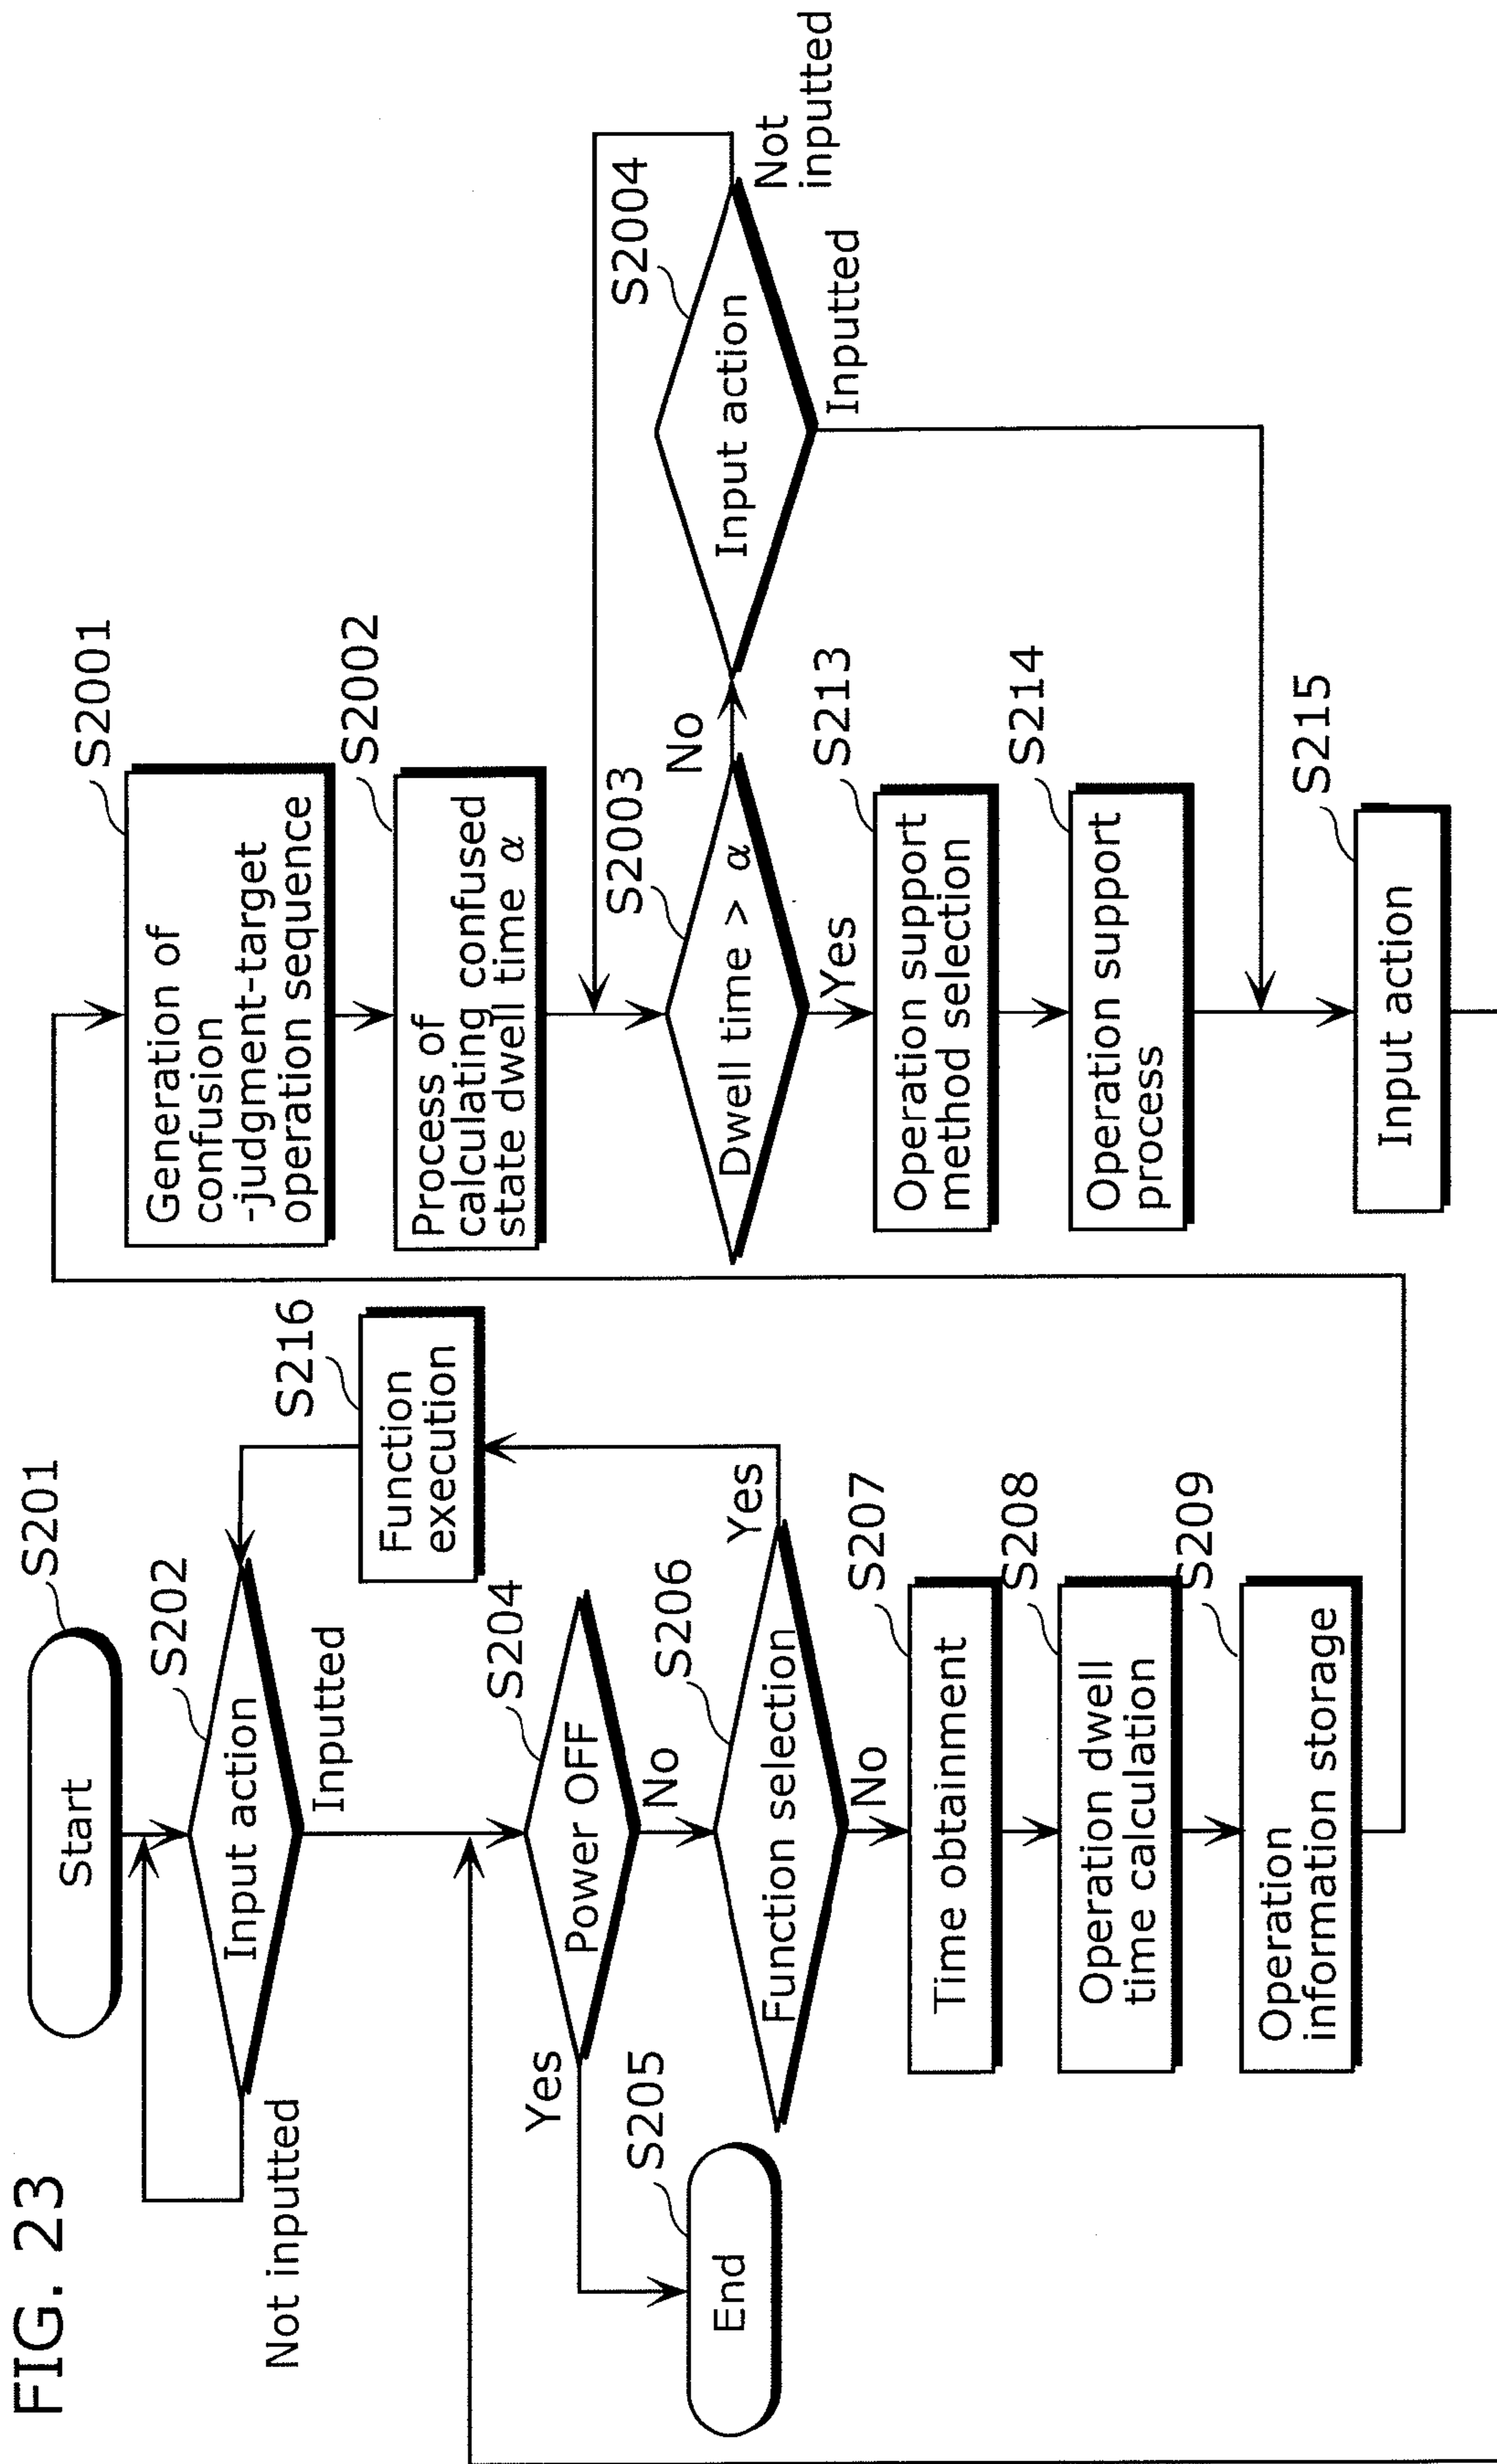 FIG. 23
Start
S201
Input action
S202
Not inputted
Inputted
Function
execution
S216
Power OFF
S204
Yes
No
End
S205
Function selection
S206
Yes
No
Time obtainment
S207
Operation dwell
time calculation
S208
Operation
information storage
S209
Generation of
confusion
-judgment-target
operation sequence
S2001
Process of
calculating confused
state dwell time α
S2002
Dwell time > α
S2003
No
Yes
Input action
S2004
Not
inputted
Inputted
Operation support
method selection
S213
Operation support
process
S214
Input action
S215